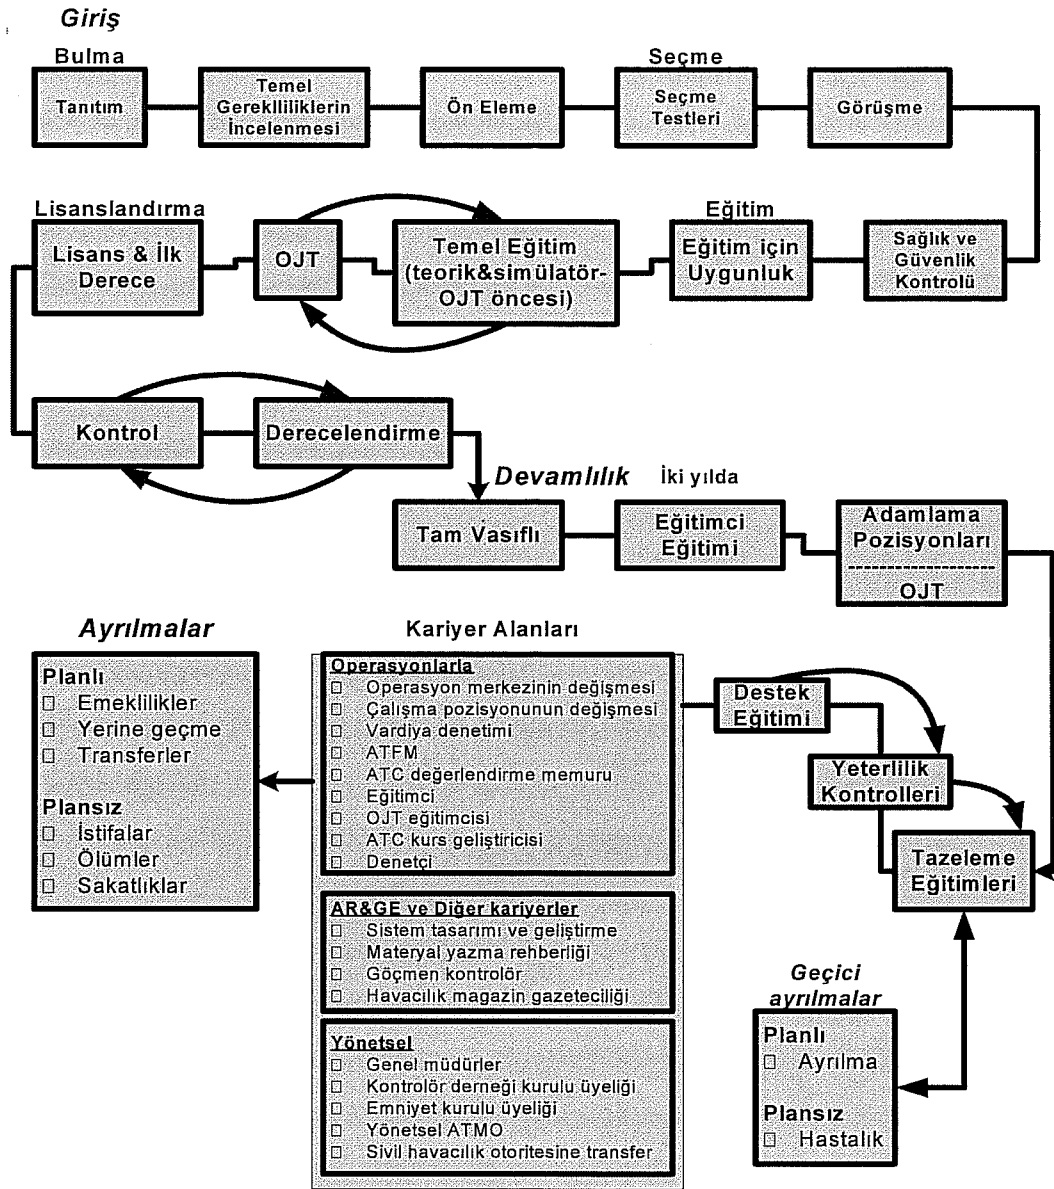 Giriş
Bulma
Seçme
Tanıtım
Temel
Gereklliliklerin
İncelenmesi
Ön Eleme
Seçme
Testleri
Görüşme
Lisanslandırma
Eğitim
Lisans & İlk
Derece
OJT
Temel Eğitim
(teorik&simülatör-
OJT öncesi)
Eğitim için
Uygunluk
Sağlık ve
Güvenlik
Kontrolü
Kontrol
Derecelendirme
Devamlılık
İki yılda
Tam Vasıflı
Eğitimci
Eğitimi
Adamlama
Pozisyonları
--------------------
OJT
Ayrılmalar
Planlı
Emeklilikler
Yerine geçme
Transferler
Plansız
İstifalar
Ölümler
Sakatlıklar
Kariyer Alanları
Operasyonlarla
Operasyon merkezinin değişmesi
Çalışma pozisyonunun değişmesi
Vardiya denetimi
ATFM
ATC değerlendirme memuru
Eğitimci
OJT eğitimcisi
ATC kurs geliştiricisi
Denetçi
AR&GE ve Diğer kariyerler
Sistem tasarımı ve geliştirme
Materyal yazma rehberliği
Göçmen kontrolör
Havacılık magazin gazeteciliği
Yönetsel
Genel müdürler
Kontrolör derneği kurulu üyeliği
Emniyet kurulu üyeliği
Yönetsel ATMO
Sivil havacılık otoritesine transfer
Destek
Eğitimi
Yeterlilik
Kontrolleri
Tazeleme
Eğitimleri
Geçici
ayrılmalar
Planlı
Ayrılma
Plansız
Hastalık